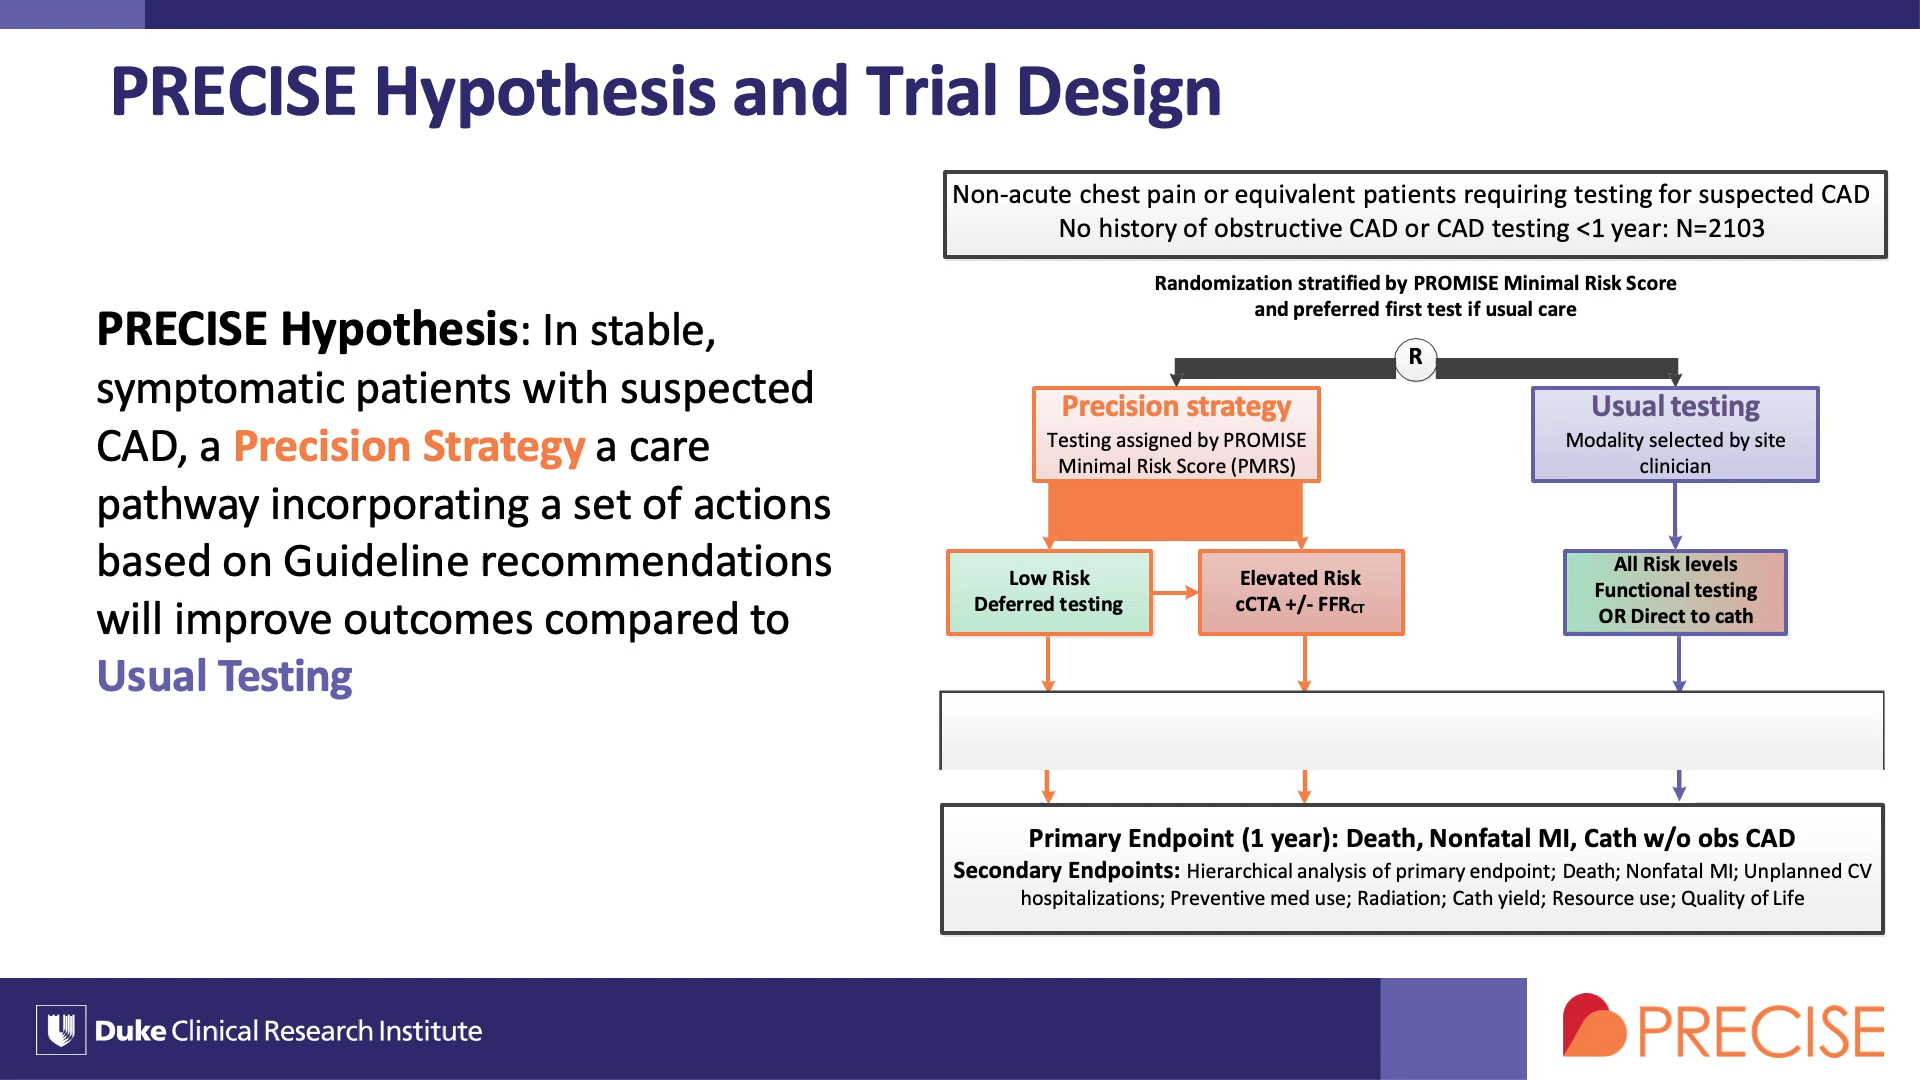 PRECISE Hypothesis and Trial Design
PRECISE Hypothesis: In stable,
symptomatic patients with suspected
CAD, a Precision Strategy a care
pathway incorporating a set of actions
based on Guideline recommendations
will improve outcomes compared to
Usual Testing
Non-acute chest pain or equivalent patients requiring testing for suspected CAD
No history of obstructive CAD or CAD testing <1 year: N=2103
Randomization stratified by PROMISE Minimal Risk Score
and preferred first test if usual care
R
Precision strategy
Testing assigned by PROMISE
Minimal Risk Score (PMRS)
Usual testing
Modality selected by site
clinician
Low Risk
Deferred testing
Elevated Risk
cCTA +/- FFRCT
All Risk levels
Functional testing
OR Direct to cath
Primary Endpoint (1 year): Death, Nonfatal MI, Cath w/o obs CAD
Secondary Endpoints: Hierarchical analysis of primary endpoint; Death; Nonfatal MI; Unplanned CV
hospitalizations; Preventive med use; Radiation; Cath yield; Resource use; Quality of Life
Duke Clinical Research Institute
PRECISE